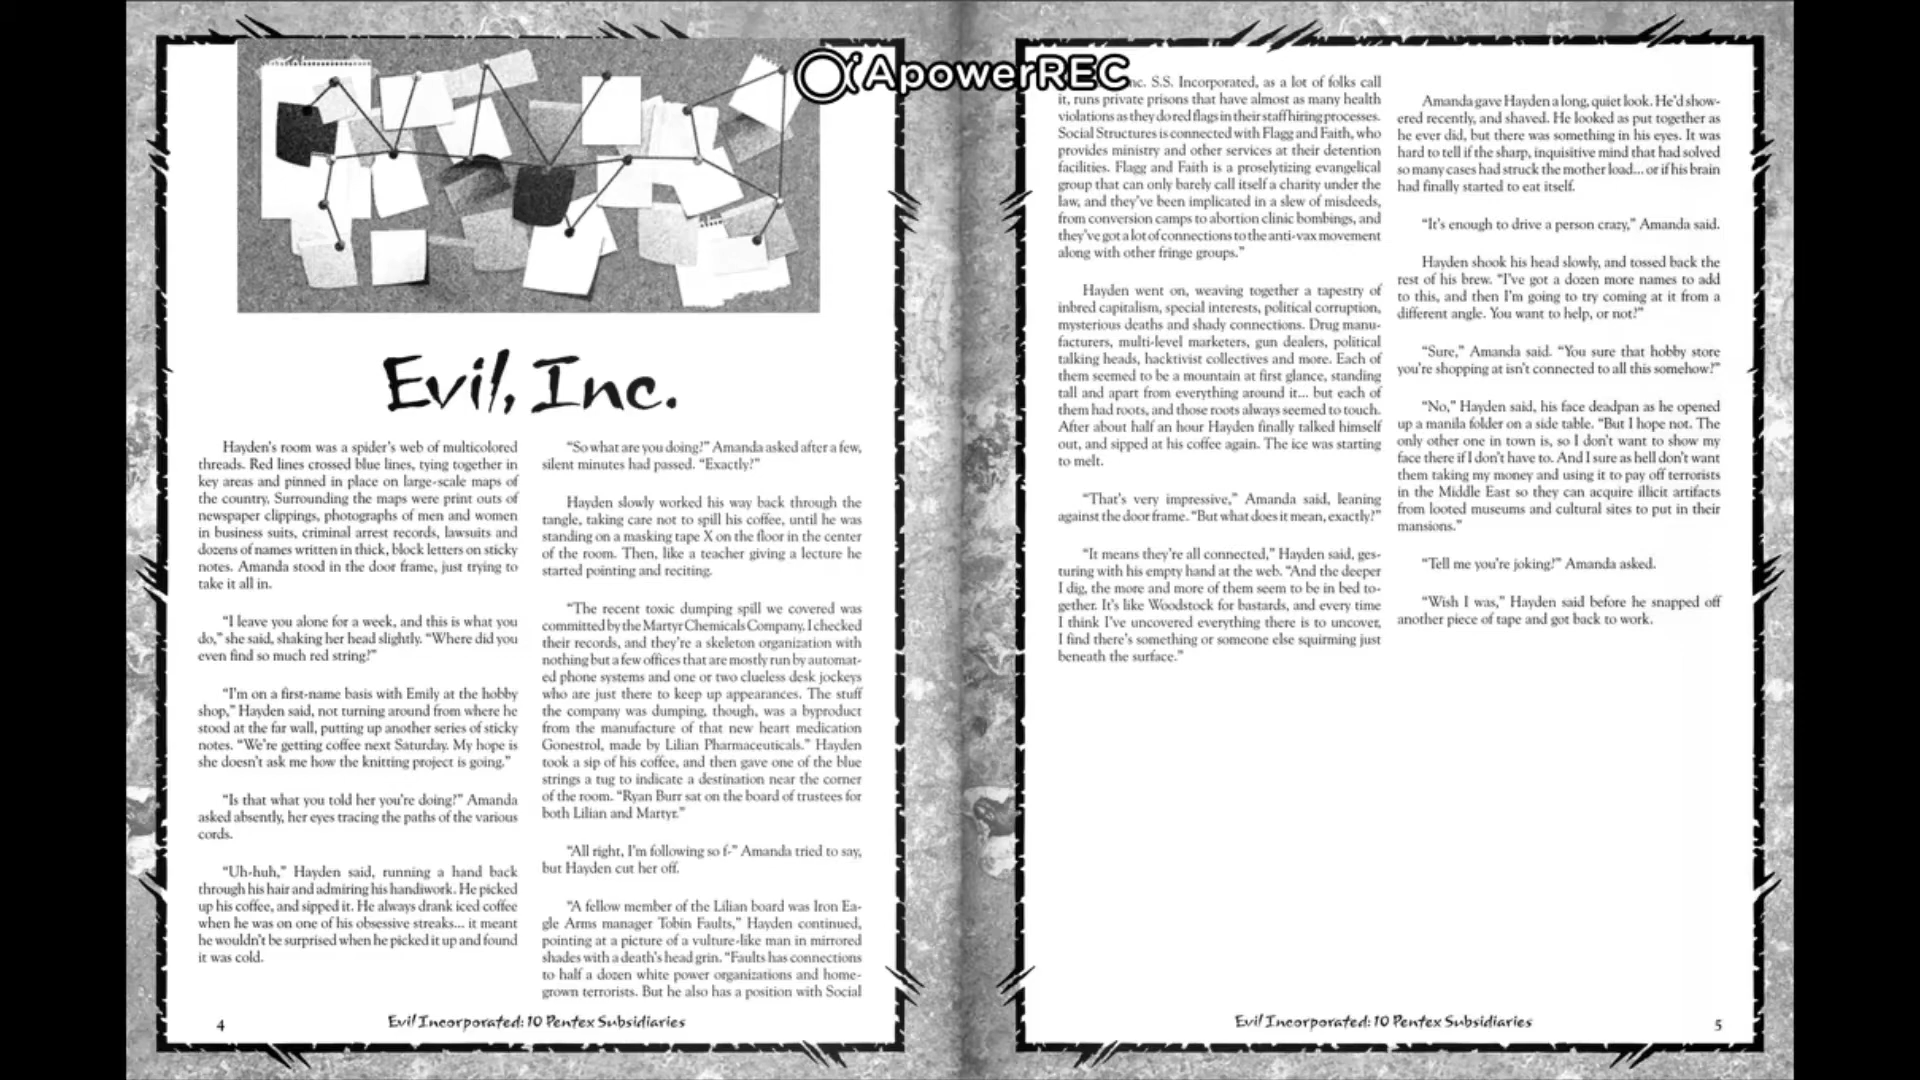 ApowerREC
Evil, Inc.
Hayden's room was a spider's web of multicolored
threads. Red lines crossed blue lines, tying together in
key areas and pinned in place on large-scale maps of
the country. Surrounding the maps were print outs of
newspaper clippings, photographs of men and women
in business suits, criminal arrest records, lawsuits and
dozens of names written in thick, block letters on sticky
notes. Amanda stood in the door frame, just trying to
take it all in.
“I leave you alone for a week, and this is what you
do,” she said, shaking her head slightly. “Where did you
even find so much red string?”
“I'm on a first-name basis with Emily at the hobby
shop,” Hayden said, not turning around from where he
stood at the far wall, putting up another series of sticky
notes. “We're getting coffee next Saturday. My hope is
she doesn't ask me how the knitting project is going.”
“Is that what you told her you're doing?” Amanda
asked absently, her eyes tracing the paths of the various
cords.
“Uh-huh,” Hayden said, running a hand back
through his hair and admiring his handiwork. He picked
up his coffee, and sipped it. He always drank iced coffee
when he was on one of his obsessive streaks... it meant
he wouldn't be surprised when he picked it up and found
it was cold.
“So what are you doing?” Amanda asked after a few,
silent minutes had passed. “Exactly?”
Hayden slowly worked his way back through the
tangle, taking care not to spill his coffee, until he was
standing on a masking tape X on the floor in the center
of the room. Then, like a teacher giving a lecture he
started pointing and reciting.
“The recent toxic dumping spill we covered was
committed by the Martyr Chemicals Company. I checked
their records, and they're a skeleton organization with
nothing but a few offices that are mostly run by automat-
ed phone systems and one or two clueless desk jockeys
who are just there to keep up appearances. The stuff
the company was dumping, though, was a byproduct
from the manufacture of that new heart medication
Gonestrol, made by Lilian Pharmaceuticals.” Hayden
took a sip of his coffee, and then gave one of the blue
strings a tug to indicate a destination near the corner
of the room. “Ryan Burr sat on the board of trustees for
both Lilian and Martyr.”
“All right, I'm following so f-” Amanda tried to say,
but Hayden cut her off.
“A fellow member of the Lilian board was Iron Ea-
gle Arms manager Tobin Faults,” Hayden continued,
pointing at a picture of a vulture-like man in mirrored
shades with a death's head grin. “Faults has connections
to half a dozen white power organizations and home-
grown terrorists. But he also has a position with Social
4
Evil Incorporated: 10 Pentex Subsidiaries
nc. S.S. Incorporated, as a lot of folks call
it, runs private prisons that have almost as many health
violations as they do red flags in their staff hiring processes.
Social Structures is connected with Flagg and Faith, who
provides ministry and other services at their detention
facilities. Flagg and Faith is a proselytizing evangelical
group that can only barely call itself a charity under the
law, and they've been implicated in a slew of misdeeds,
from conversion camps to abortion clinic bombings, and
they've got a lot of connections to the anti-vax movement
along with other fringe groups.”
Hayden went on, weaving together a tapestry of
inbred capitalism, special interests, political corruption,
mysterious deaths and shady connections. Drug manu-
facturers, multi-level marketers, gun dealers, political
talking heads, hacktivist collectives and more. Each of
them seemed to be a mountain at first glance, standing
tall and apart from everything around it... but each of
them had roots, and those roots always seemed to touch.
After about half an hour Hayden finally talked himself
out, and sipped at his coffee again. The ice was starting
to melt.
“That's very impressive,” Amanda said, leaning
against the door frame. “But what does it mean, exactly?”
“It means they're all connected,” Hayden said, ges-
turing with his empty hand at the web. “And the deeper
I dig, the more and more of them seem to be in bed to-
gether. It's like Woodstock for bastards, and every time
I think I've uncovered everything there is to uncover,
I find there's something or someone else squirming just
beneath the surface.”
Amanda gave Hayden a long, quiet look. He'd show-
ered recently, and shaved. He looked as put together as
he ever did, but there was something in his eyes. It was
hard to tell if the sharp, inquisitive mind that had solved
so many cases had struck the mother load... or if his brain
had finally started to eat itself.
“It's enough to drive a person crazy,” Amanda said.
Hayden shook his head slowly, and tossed back the
rest of his brew. “I've got a dozen more names to add
to this, and then I'm going to try coming at it from a
different angle. You want to help, or not?”
“Sure,” Amanda said. “You sure that hobby store
you're shopping at isn't connected to all this somehow?”
“No,” Hayden said, his face deadpan as he opened
up a manila folder on a side table. “But I hope not. The
only other one in town is, so I don't want to show my
face there if I don't have to. And I sure as hell don't want
them taking my money and using it to pay off terrorists
in the Middle East so they can acquire illicit artifacts
from looted museums and cultural sites to put in their
mansions.”
“Tell me you're joking?” Amanda asked.
“Wish I was,” Hayden said before he snapped off
another piece of tape and got back to work.
Evil Incorporated: 10 Pentex Subsidiaries
5